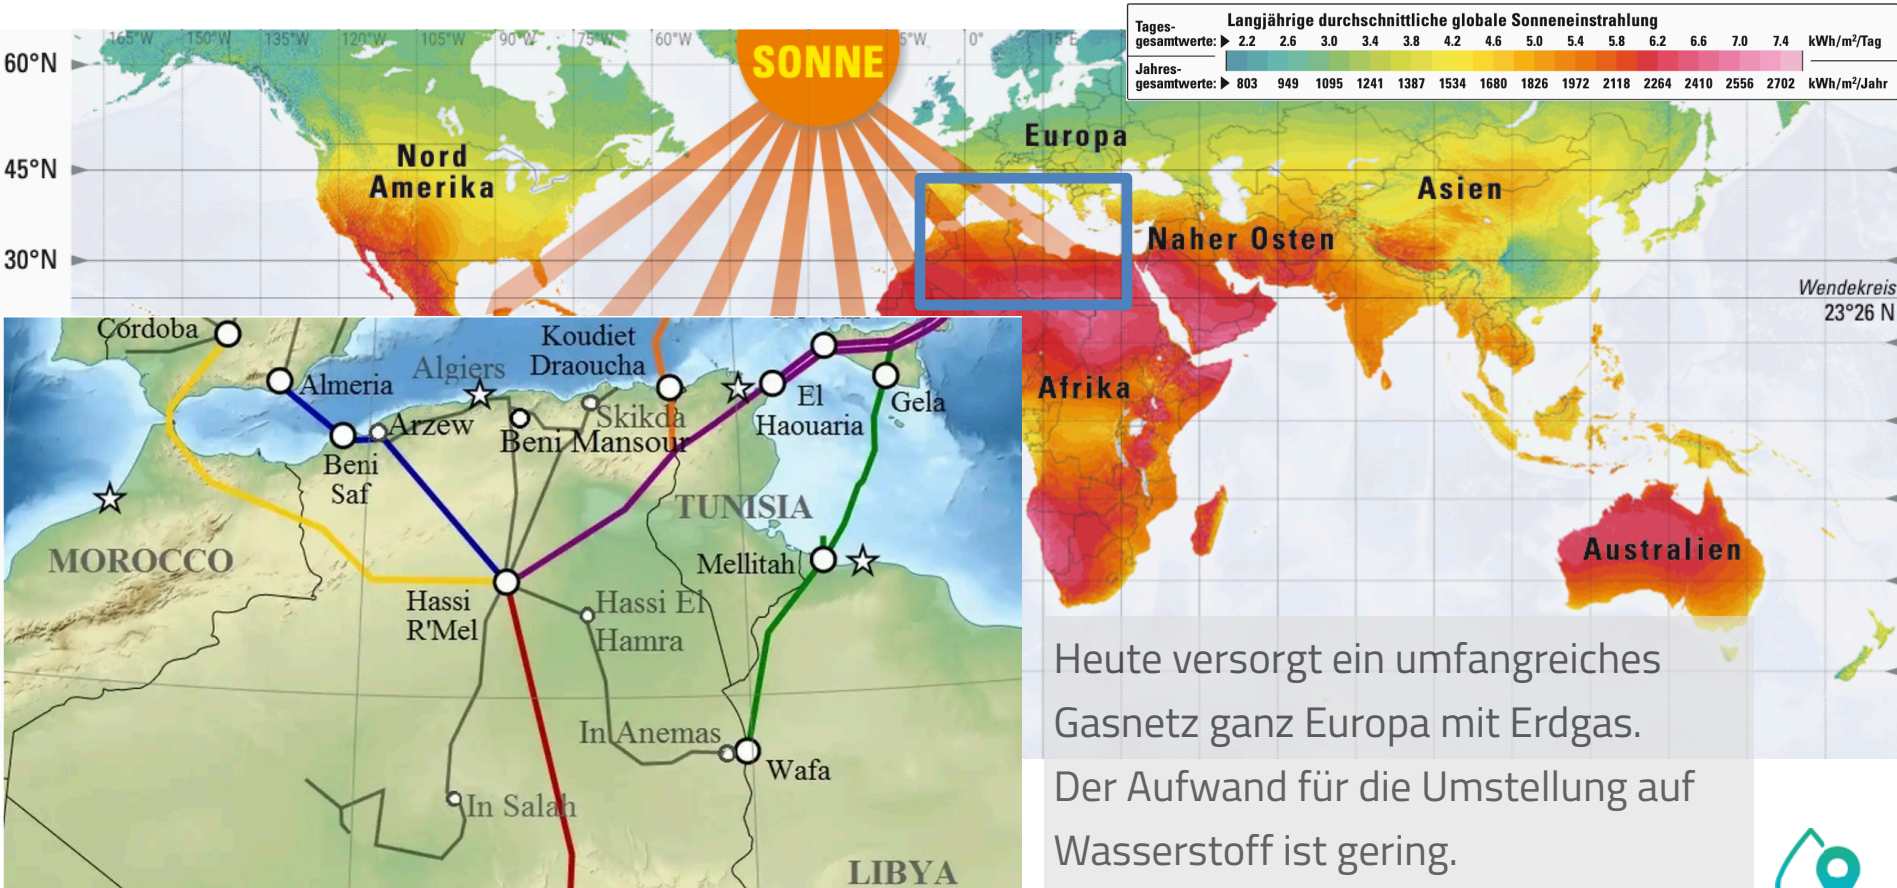 Tages-
gesamtwerte:
Langjährige durchschnittliche globale Sonneneinstrahlung
2.2 2.6 3.0 3.4 3.8 4.2 4.6 5.0 5.4 5.8 6.2 6.6 7.0 7.4 kWh/m²/Tag
Jahres-
gesamtwerte:
803 949 1095 1241 1387 1534 1680 1826 1972 2118 2264 2410 2556 2702 kWh/m²/Jahr
165°W 150°W 135°W 120°W 105°W 90°W 75°W 60°W 5°W 0° 15 E
60°N
SONNE
Europa
45°N
Nord
Amerika
Asien
30°N
Naher Osten
Wendekreis
23°26 N
Afrika
Australien
Cordoba
Koudiet
Draoucha
Algiers
Almeria
El
Haouaria
Gela
Skikda
Arzew
Beni Mansour
Beni
Saf
TUNISIA
MOROCCO
Mellitah
Hassi
R'Mel
Hassi El
Hamra
In Anemas
Wafa
In Salah
LIBYA
Heute versorgt ein umfangreiches
Gasnetz ganz Europa mit Erdgas.
Der Aufwand für die Umstellung auf
Wasserstoff ist gering.